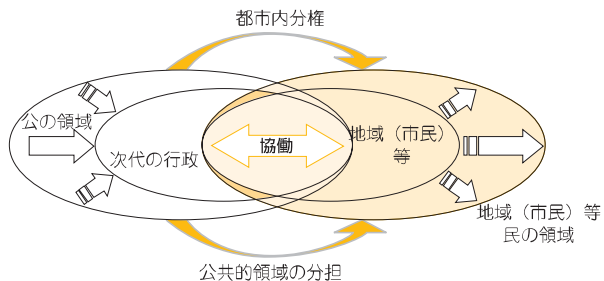 都市内分権
公の領域
次代の行政
協働
地域（市民）
等
地域（市民）等
民の領域
公共的領域の分担